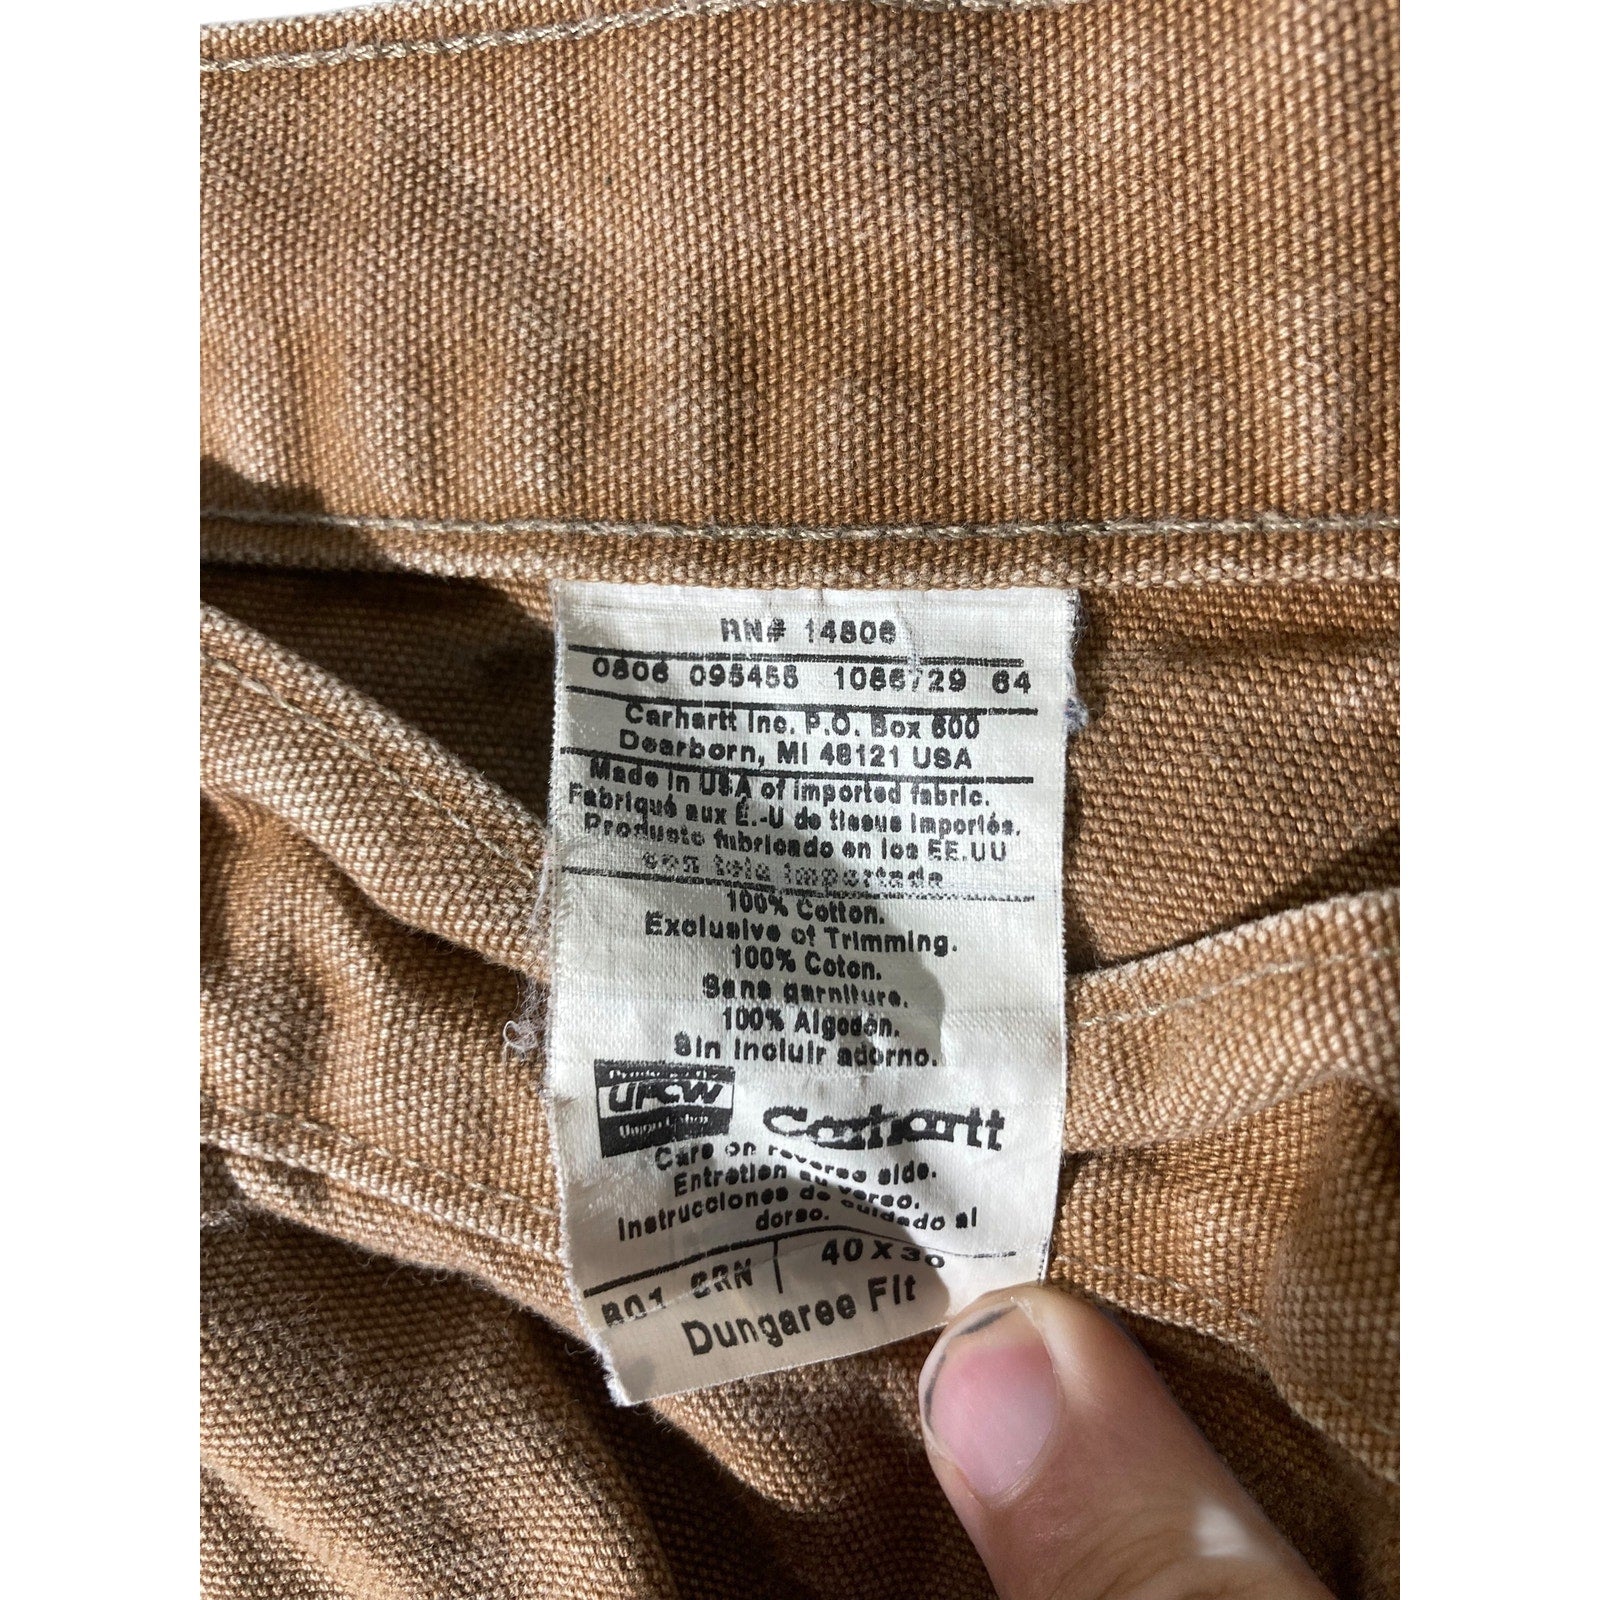 RN# 14806
0806 095455 1086729 64
Carhartt Inc. P.O. Box 600
Dearborn, MI 48121 USA
Made in USA of imported fabric.
Fabriqué aux É.-U de tissus importés.
Producto fabricado en los EE.UU
con tela importada
100% Cotton.
Exclusive of Trimming.
100% Coton.
Sans garniture.
100% Algodón.
Sin incluir adorno.
UFCW
Union Label
Carhartt
Care on reverse side.
Entretien au verso.
Instrucciones de cuidado al
dorso.
B01 BRN 40 X 30
Dungaree Fit